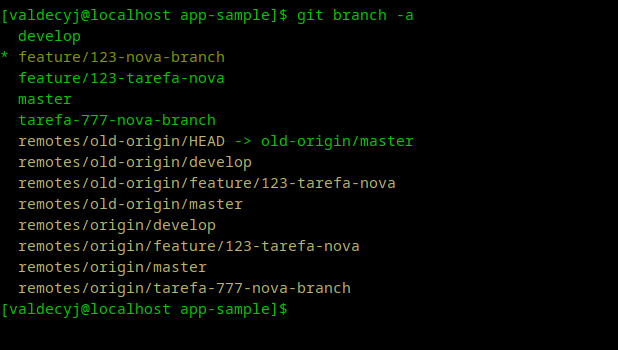 [valdecyj@localhost app-sample]$ git branch -a
  develop
* feature/123-nova-branch
  feature/123-tarefa-nova
  master
  tarefa-777-nova-branch
  remotes/old-origin/HEAD -> old-origin/master
  remotes/old-origin/develop
  remotes/old-origin/feature/123-tarefa-nova
  remotes/old-origin/master
  remotes/origin/develop
  remotes/origin/feature/123-tarefa-nova
  remotes/origin/master
  remotes/origin/tarefa-777-nova-branch
[valdecyj@localhost app-sample]$